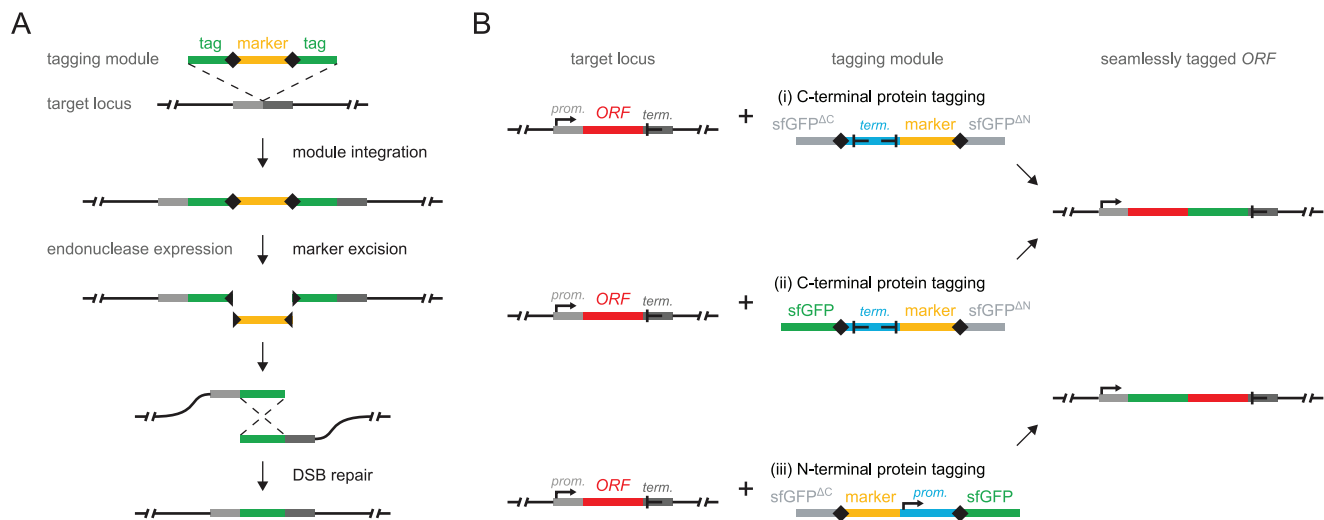 A
tag marker tag
tagging module
target locus
module integration
endonuclease expression marker excision
DSB repair
B
target locus tagging module seamlessly tagged ORF
prom. ORF term. + (i) C-terminal protein tagging
sfGFPΔC term. marker sfGFPΔN
prom. ORF term. + (ii) C-terminal protein tagging
sfGFP term. marker sfGFPΔN
prom. ORF term. + (iii) N-terminal protein tagging
sfGFPΔC marker prom. sfGFP